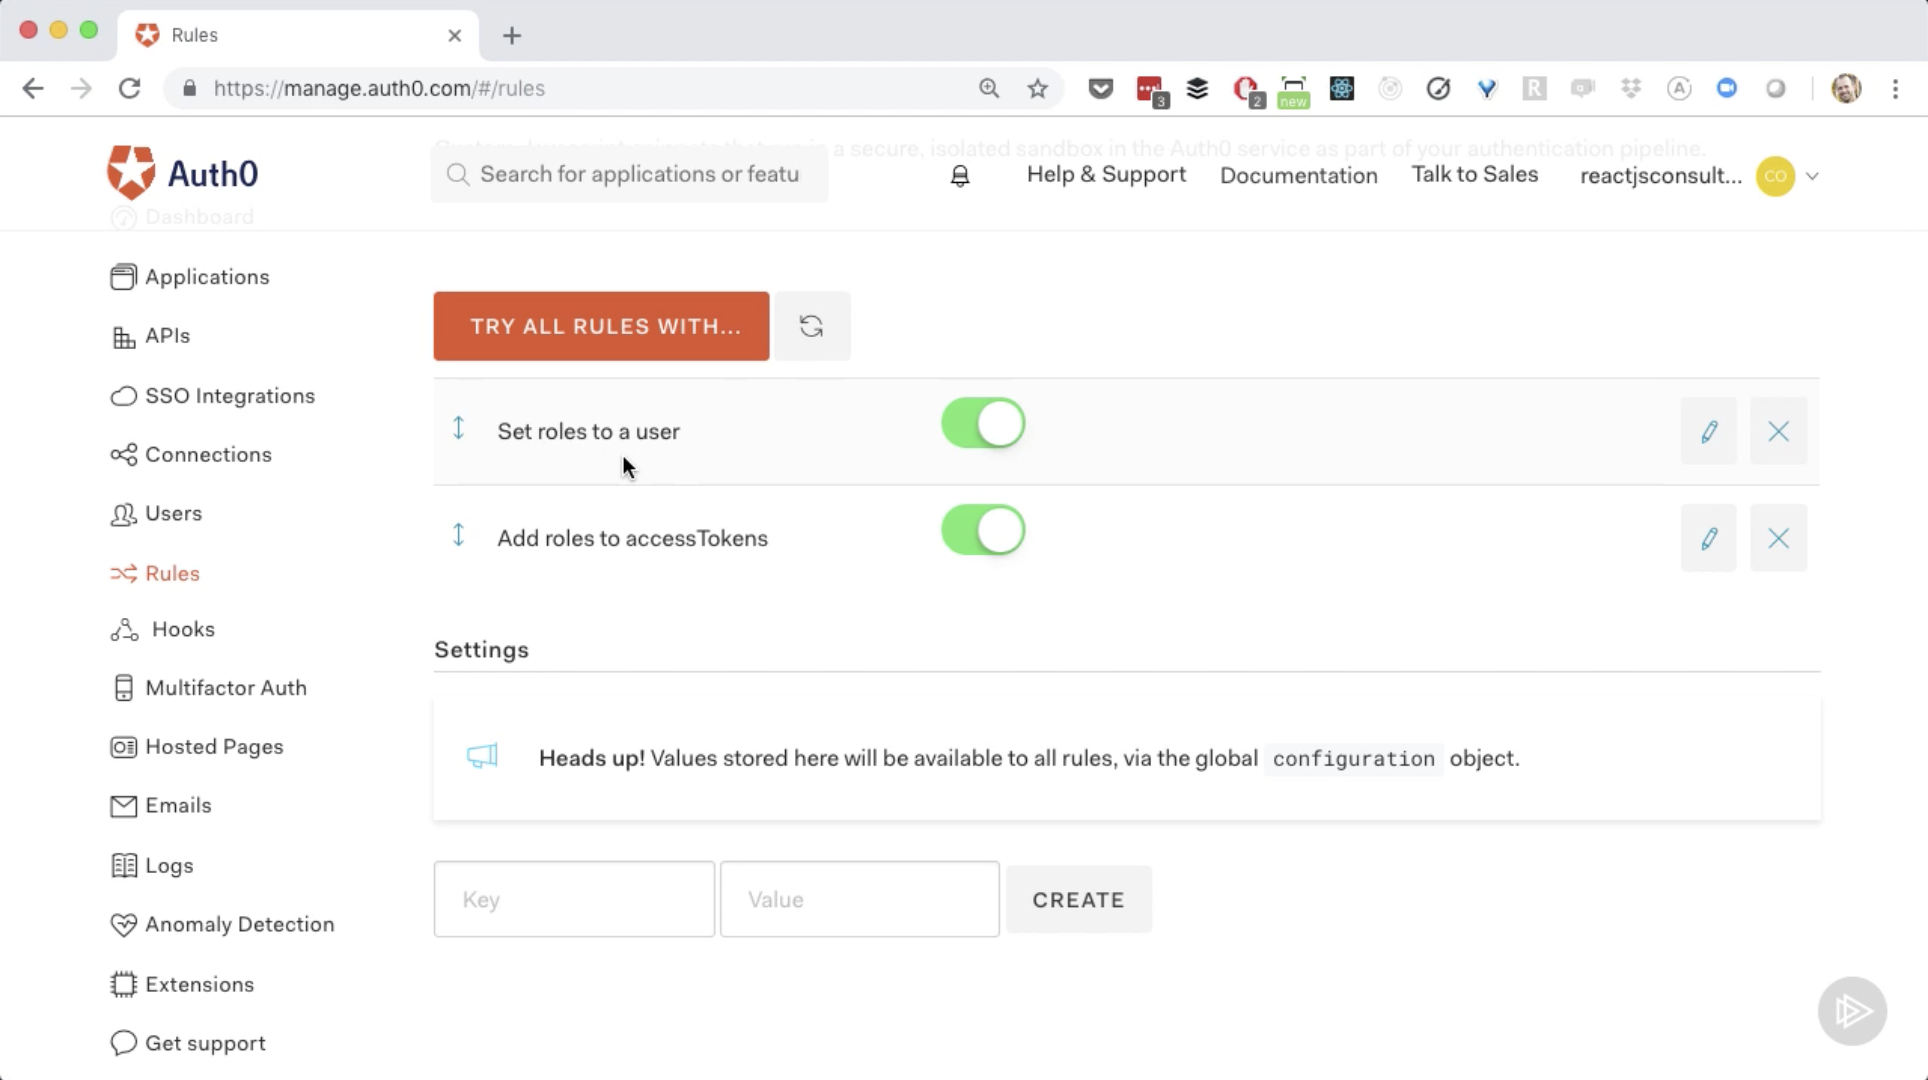 Rules
https://manage.auth0.com/#/rules
3
2
new
R
A
a secure, isolated sandbox in the Auth0 service as part of your authentication pipeline.
Auth0
Search for applications or featu
Help & Support
Documentation
Talk to Sales
reactjsconsult...
CO
Dashboard
Applications
APIs
SSO Integrations
Connections
Users
Rules
Hooks
Multifactor Auth
Hosted Pages
Emails
Logs
Anomaly Detection
Extensions
Get support
TRY ALL RULES WITH...
Set roles to a user
Add roles to accessTokens
Settings
Heads up! Values stored here will be available to all rules, via the global configuration object.
Key
Value
CREATE